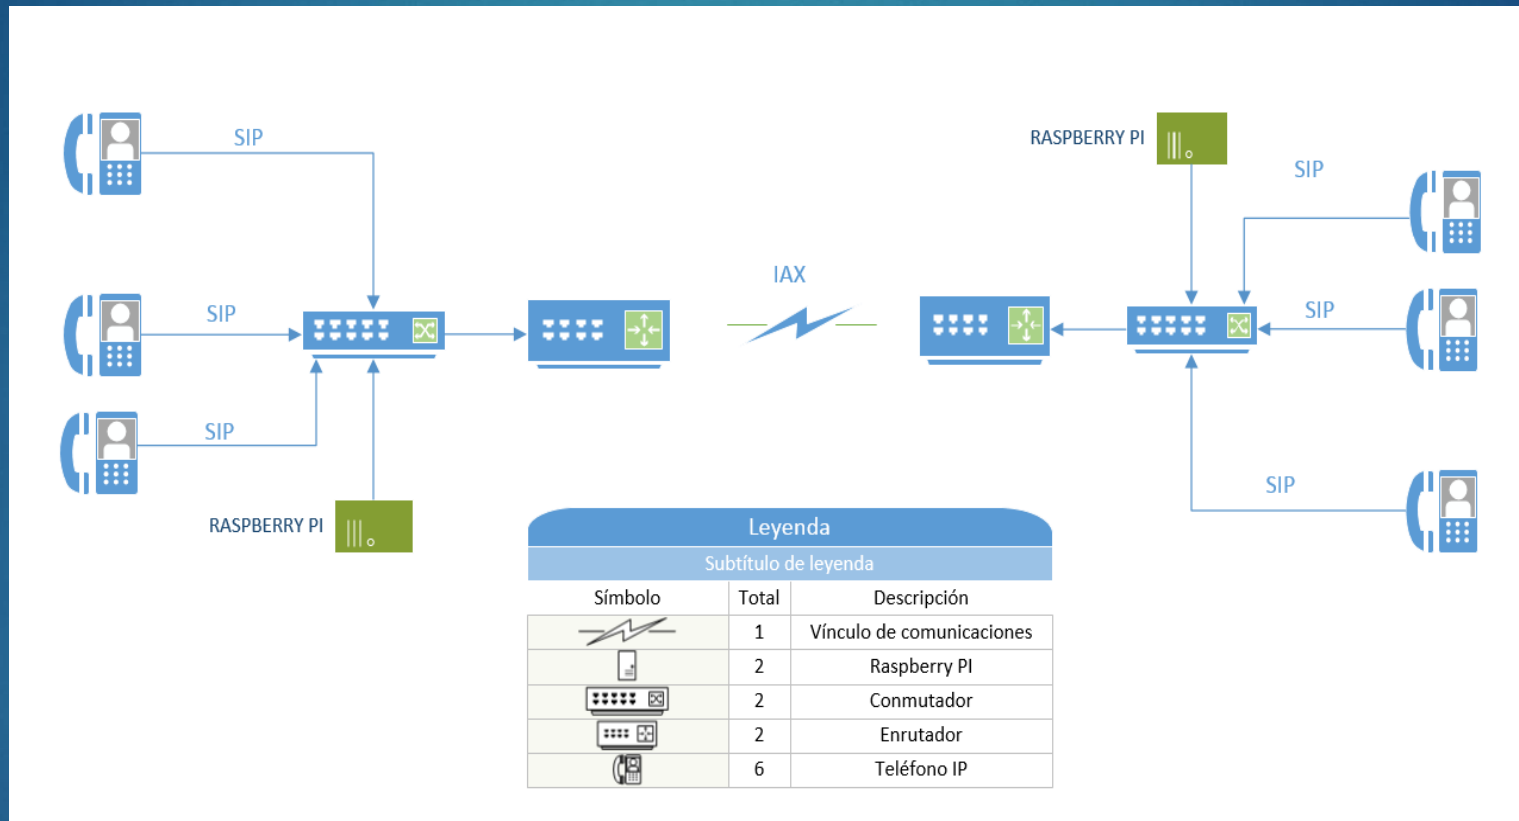 SIP
RASPBERRY PI
SIP
IAX
SIP
SIP
SIP
SIP
RASPBERRY PI
Leyenda
Subtítulo de leyenda
Símbolo Total Descripción
1 Vínculo de comunicaciones
2 Raspberry PI
2 Conmutador
2 Enrutador
6 Teléfono IP